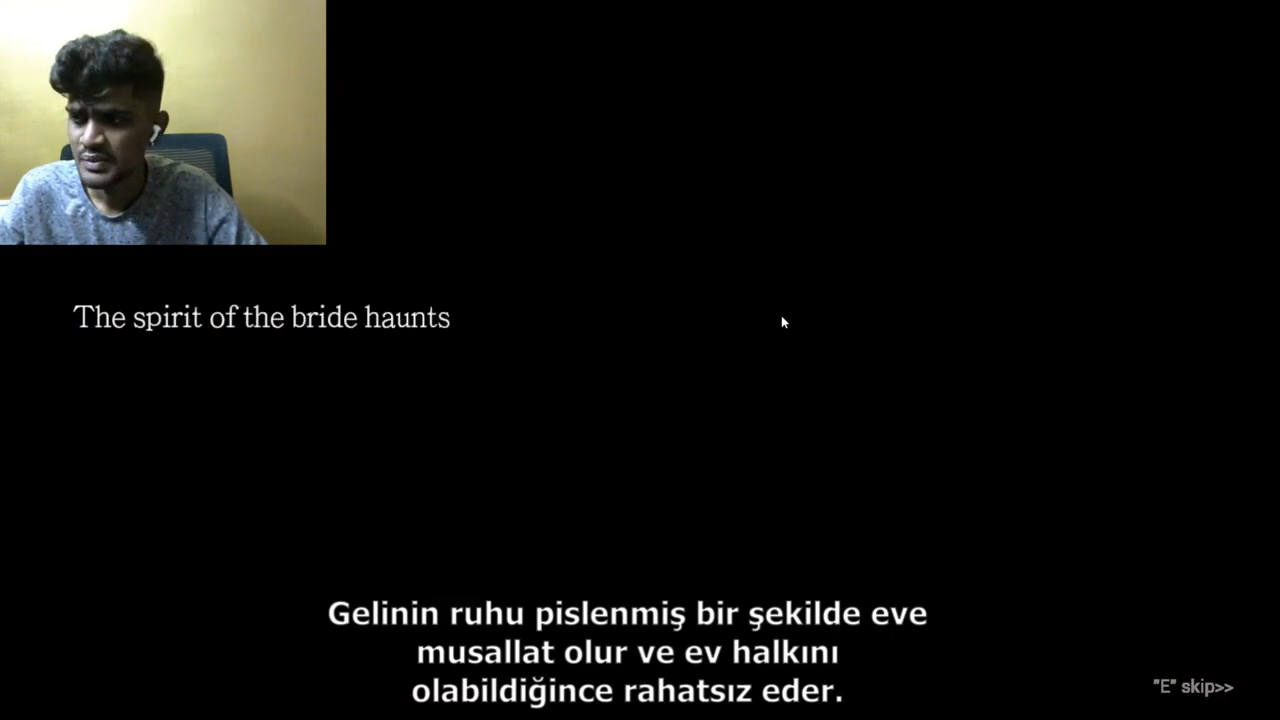 The spirit of the bride haunts
Gelinin ruhu pislenmiş bir şekilde eve
musallat olur ve ev halkını
olabildiğince rahatsız eder.
"E" skip>>